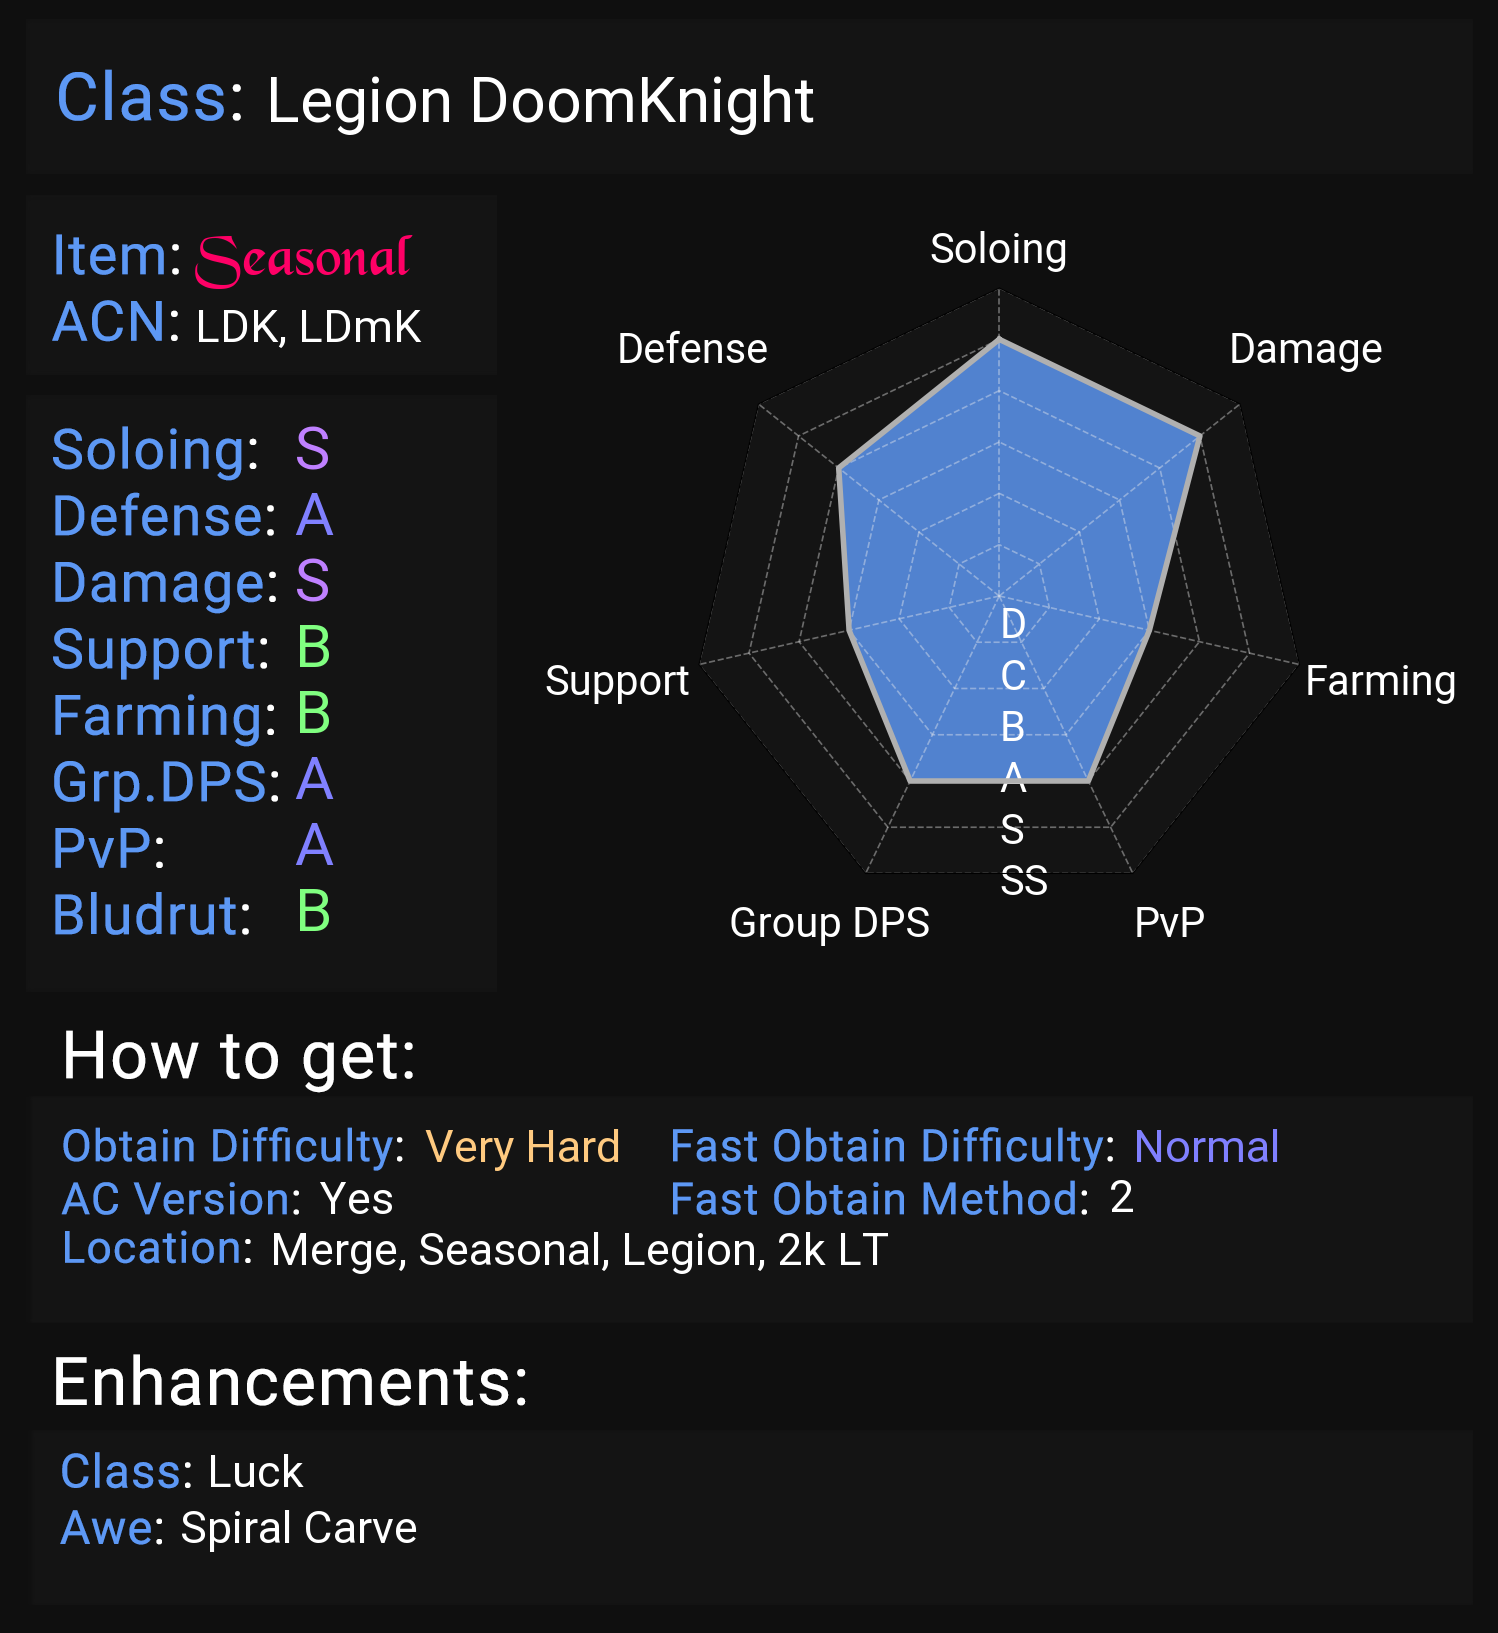 Class: Legion DoomKnight
Item: Seasonal
ACN: LDK, LDmK
Soloing: S
Defense: A
Damage: S
Support: B
Farming: B
Grp.DPS: A
PvP: A
Bludrut: B
Soloing
Defense
Damage
Support
Farming
Group DPS
PvP
D
C
B
A
S
SS
How to get:
Obtain Difficulty: Very Hard Fast Obtain Difficulty: Normal
AC Version: Yes Fast Obtain Method: 2
Location: Merge, Seasonal, Legion, 2k LT
Enhancements:
Class: Luck
Awe: Spiral Carve